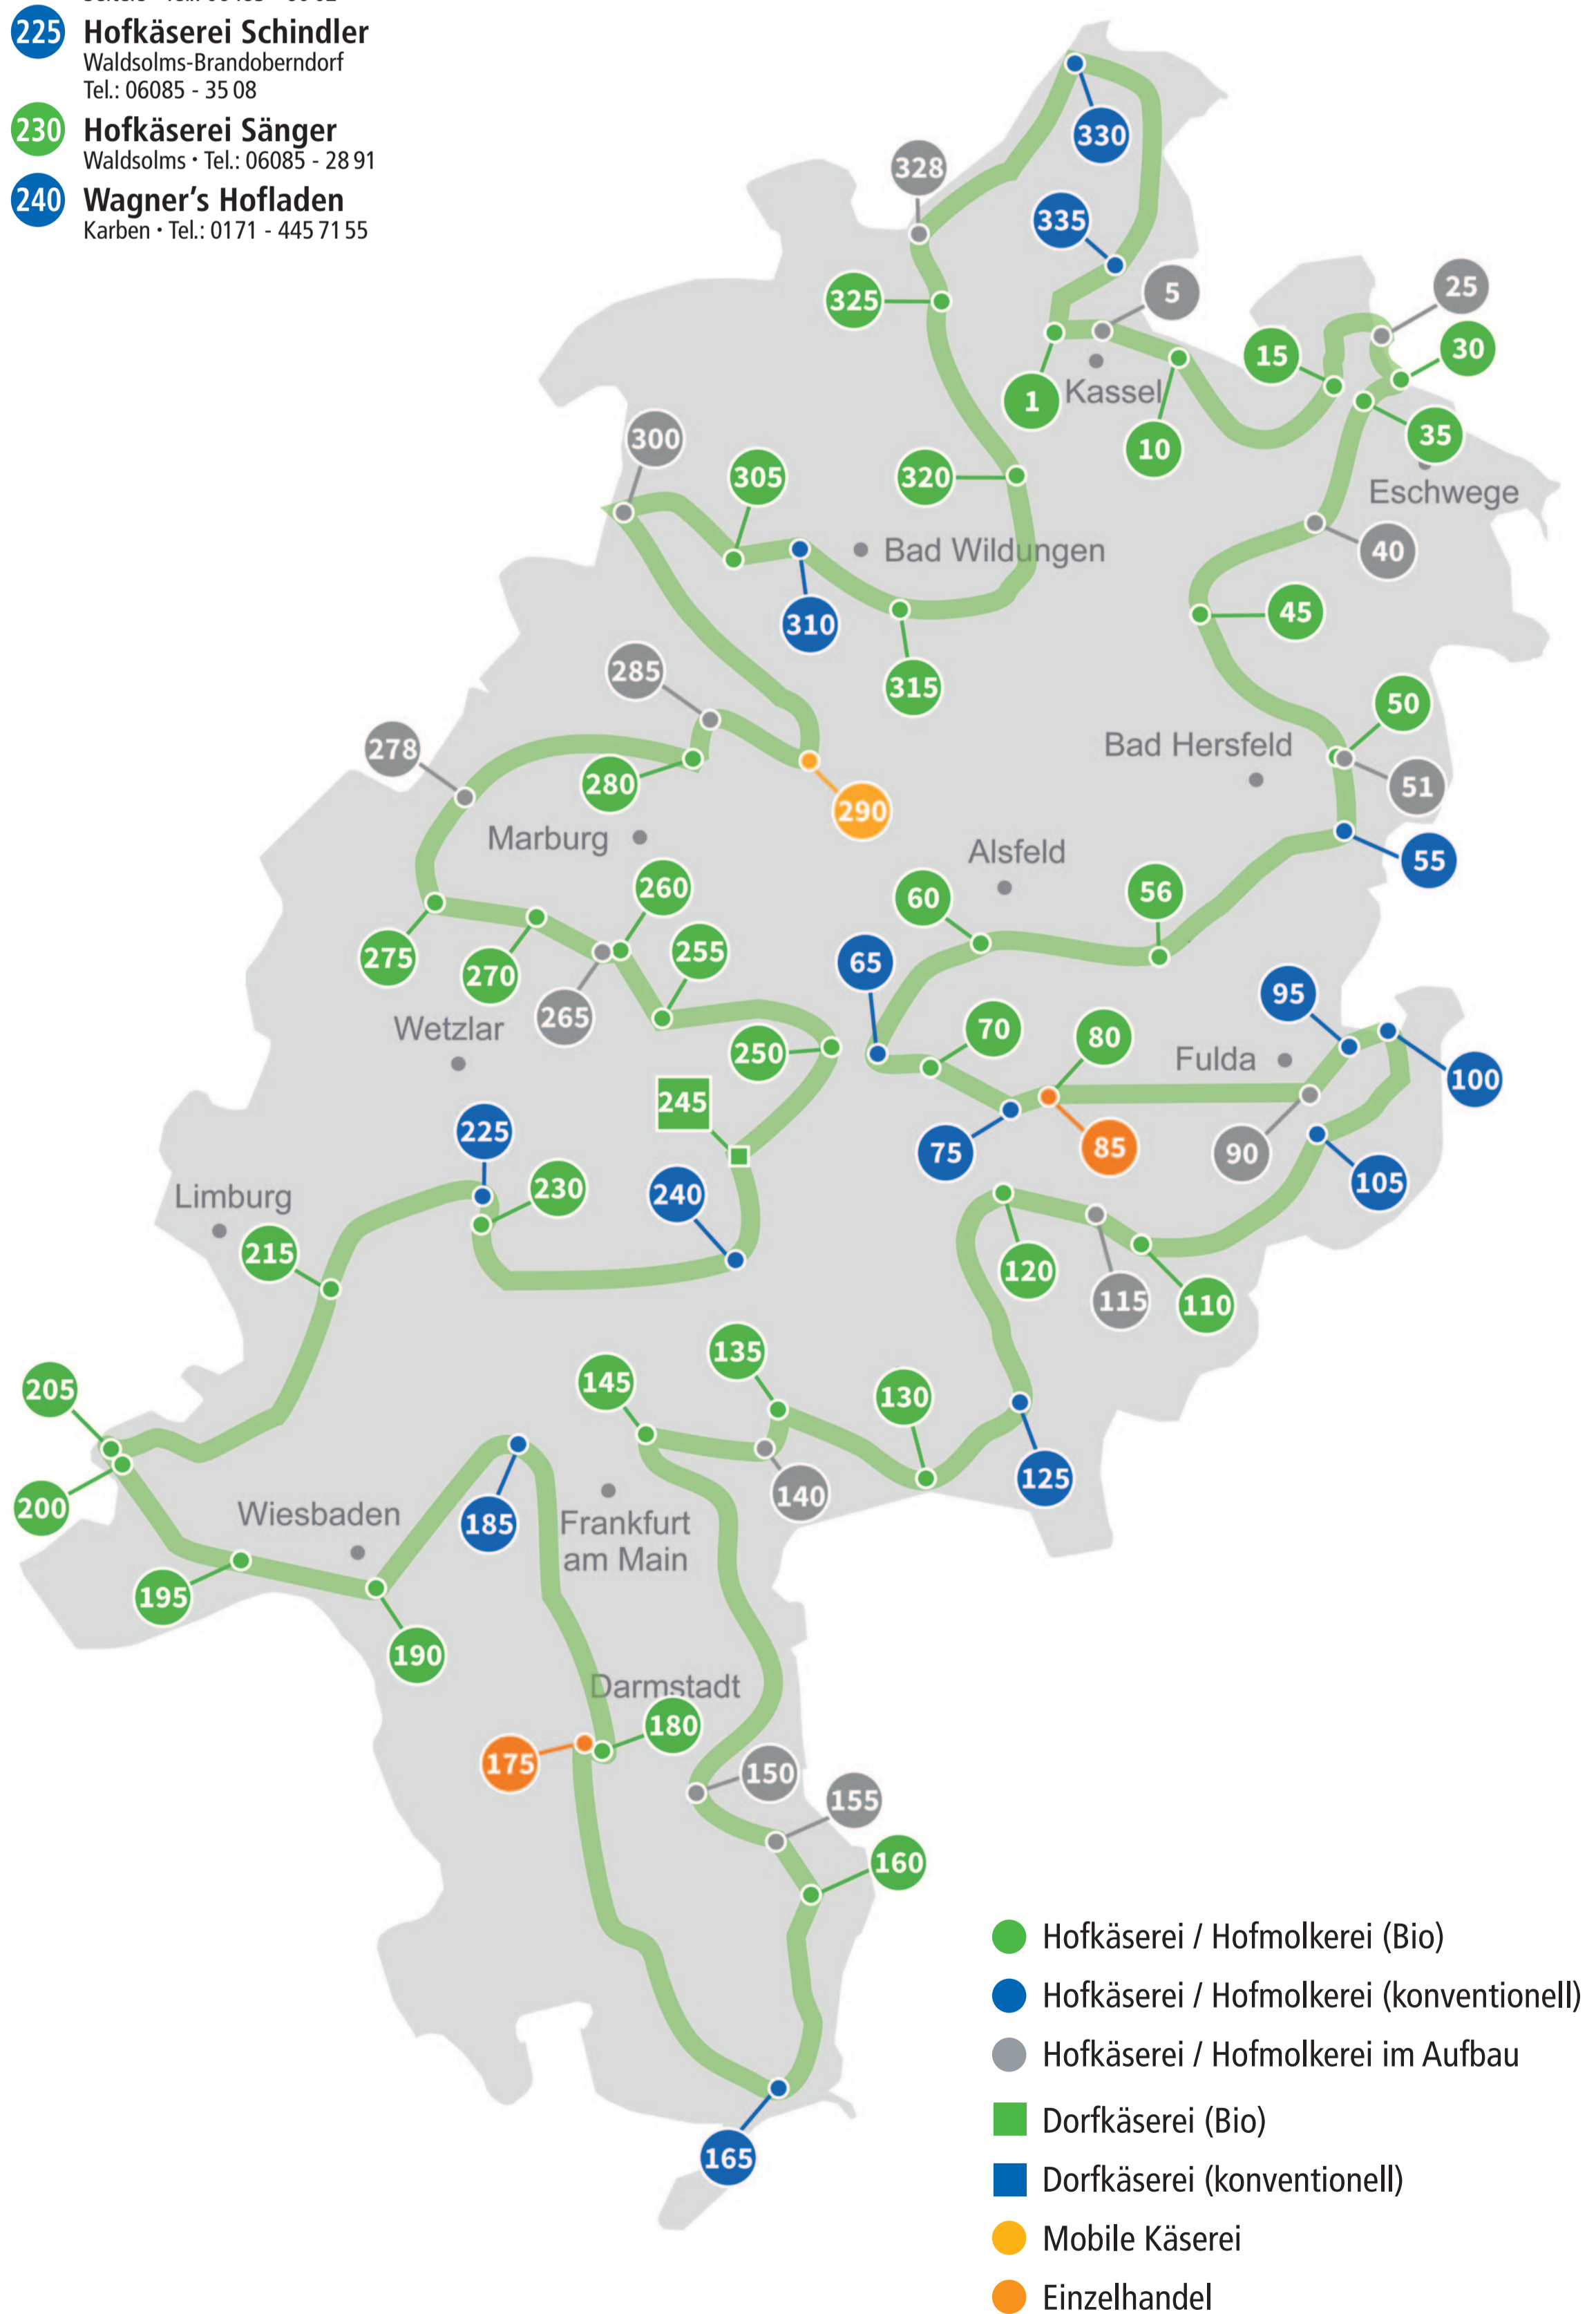 225 Hofkäserei Schindler
Waldsolms-Brandoberndorf
Tel.: 06085 - 35 08
230 Hofkäserei Sänger
Waldsolms • Tel.: 06085 - 28 91
240 Wagner’s Hofladen
Karben • Tel.: 0171 - 445 71 55
330
328
335
5
25
325
30
15
1
Kassel
10
35
300
305
320
Eschwege
Bad Wildungen
40
310
45
285
315
50
278
Bad Hersfeld
280
51
290
Marburg
Alsfeld
55
260
56
60
255
275
65
270
95
265
Wetzlar
70
80
250
Fulda
100
245
225
75
85
90
105
230
240
Limburg
215
120
115
110
135
205
145
130
125
140
200
Wiesbaden
185
Frankfurt
am Main
195
190
Darmstadt
180
175
150
155
160
165
Hofkäserei / Hofmolkerei (Bio)
Hofkäserei / Hofmolkerei (konventionell)
Hofkäserei / Hofmolkerei im Aufbau
Dorfkäserei (Bio)
Dorfkäserei (konventionell)
Mobile Käserei
Einzelhandel